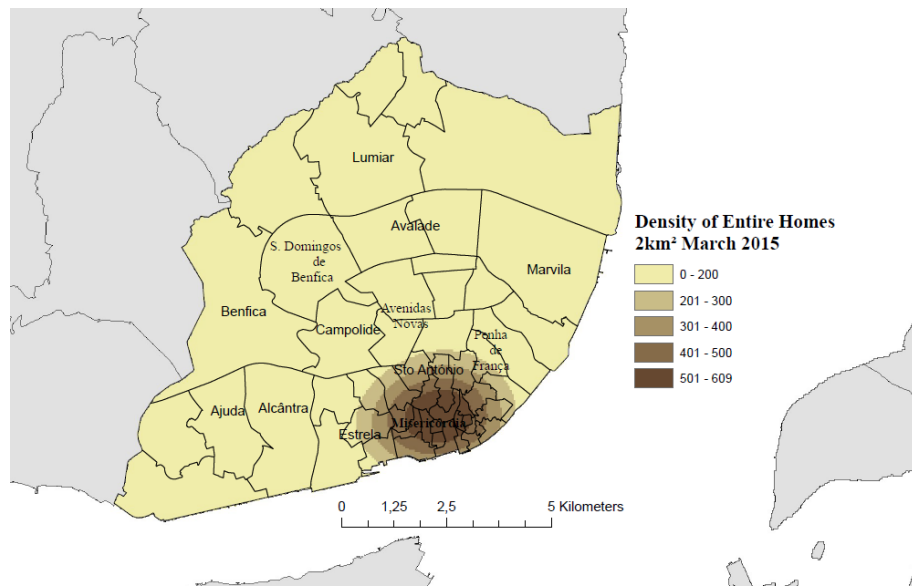 Lumiar
Avalade
S. Domingos
de
Benfica
Marvila
Benfica
Avenidas
Novas
Campolide
Penha
de
França
Sto António
Ajuda
Alcântra
Misericórdia
Estrela
Density of Entire Homes
2km² March 2015
0 - 200
201 - 300
301 - 400
401 - 500
501 - 609
0 1,25 2,5 5 Kilometers